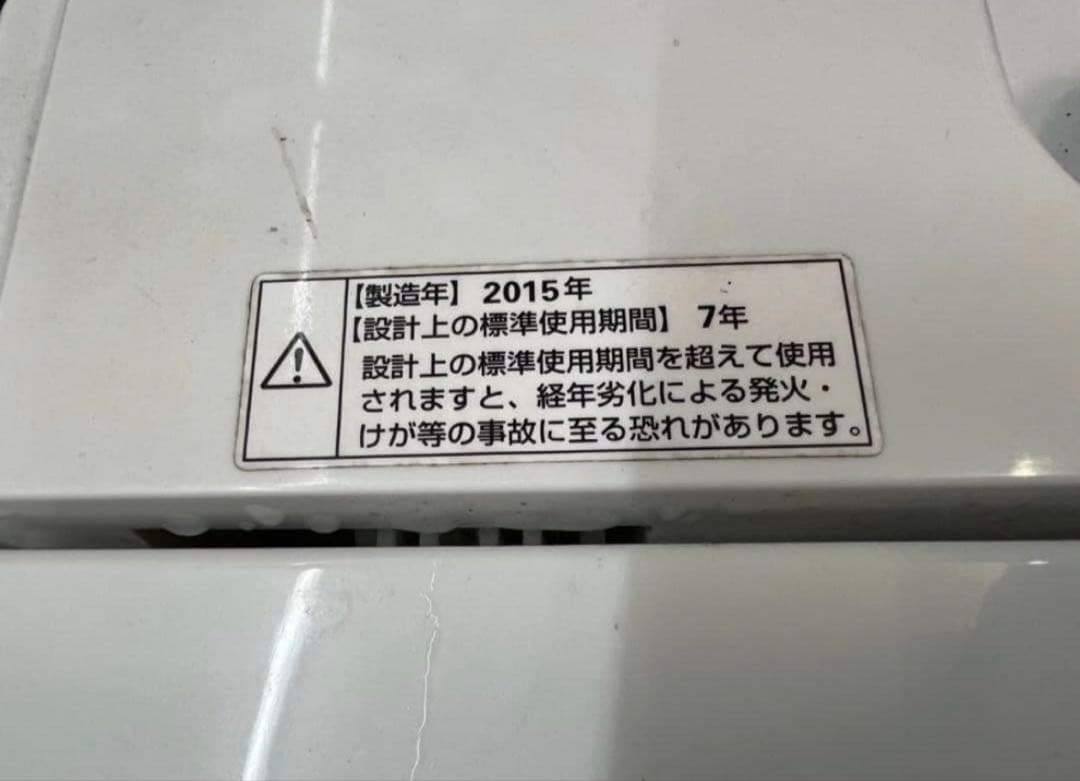 【製造年】 2015年
【設計上の標準使用期間】 7年
設計上の標準使用期間を超えて使用
されますと、経年劣化による発火・
けが等の事故に至る恐れがあります。